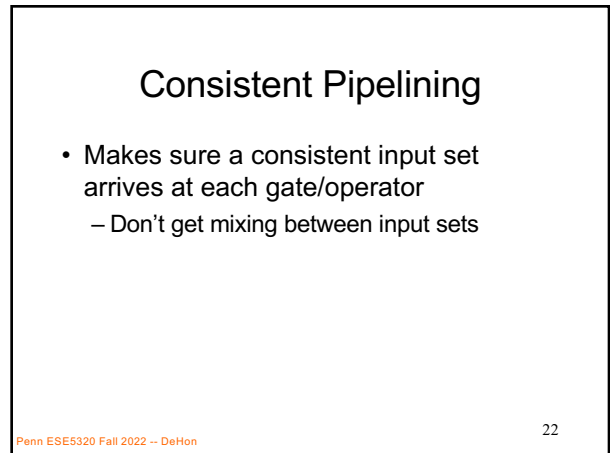 Consistent Pipelining
• Makes sure a consistent input set
arrives at each gate/operator
– Don't get mixing between input sets
Penn ESE5320 Fall 2022 -- DeHon
22